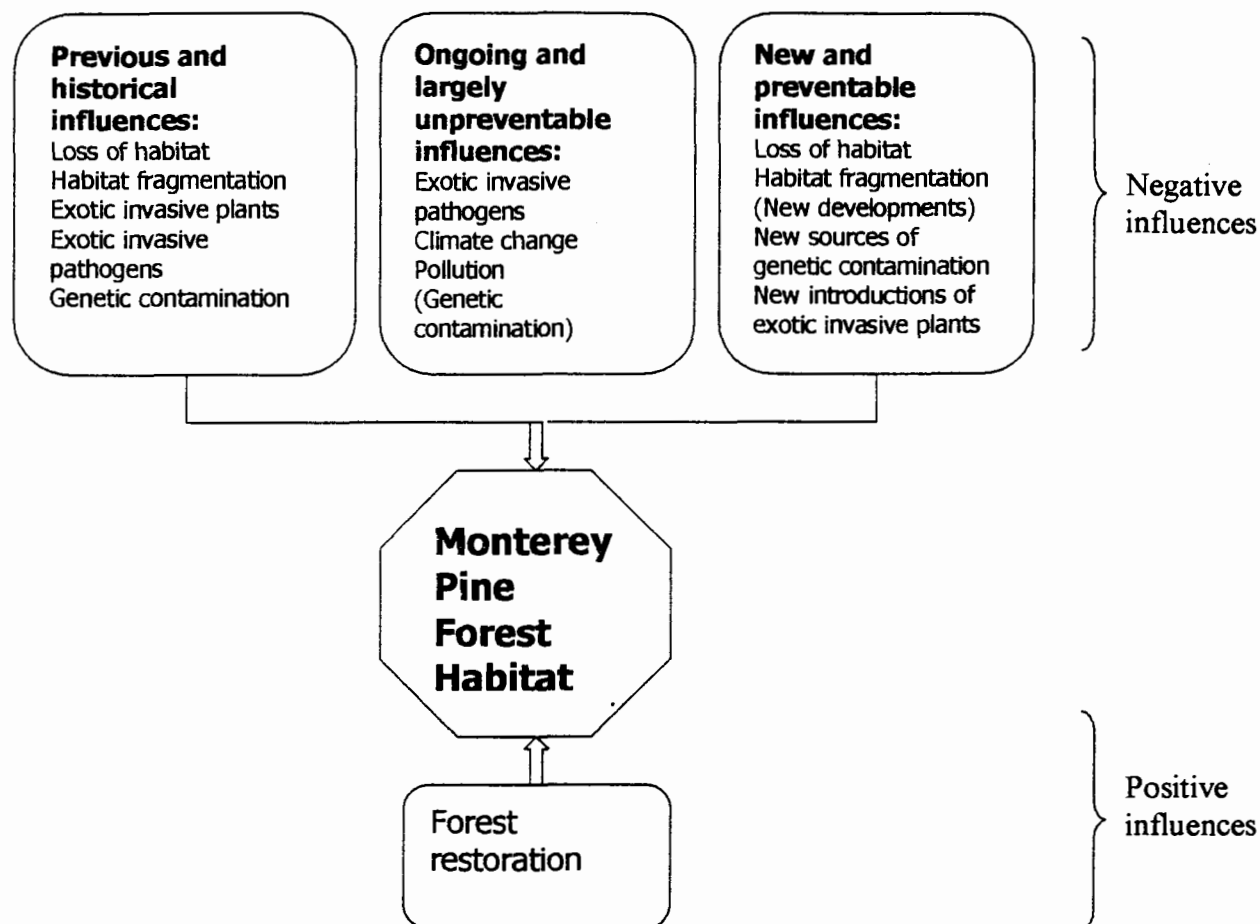 Previous and
historical
influences:
Loss of habitat
Habitat fragmentation
Exotic invasive plants
Exotic invasive
pathogens
Genetic contamination
Ongoing and
largely
unpreventable
influences:
Exotic invasive
pathogens
Climate change
Pollution
(Genetic
contamination)
New and
preventable
influences:
Loss of habitat
Habitat fragmentation
(New developments)
New sources of
genetic contamination
New introductions of
exotic invasive plants
Negative
influences
Monterey
Pine
Forest
Habitat
Forest
restoration
Positive
influences